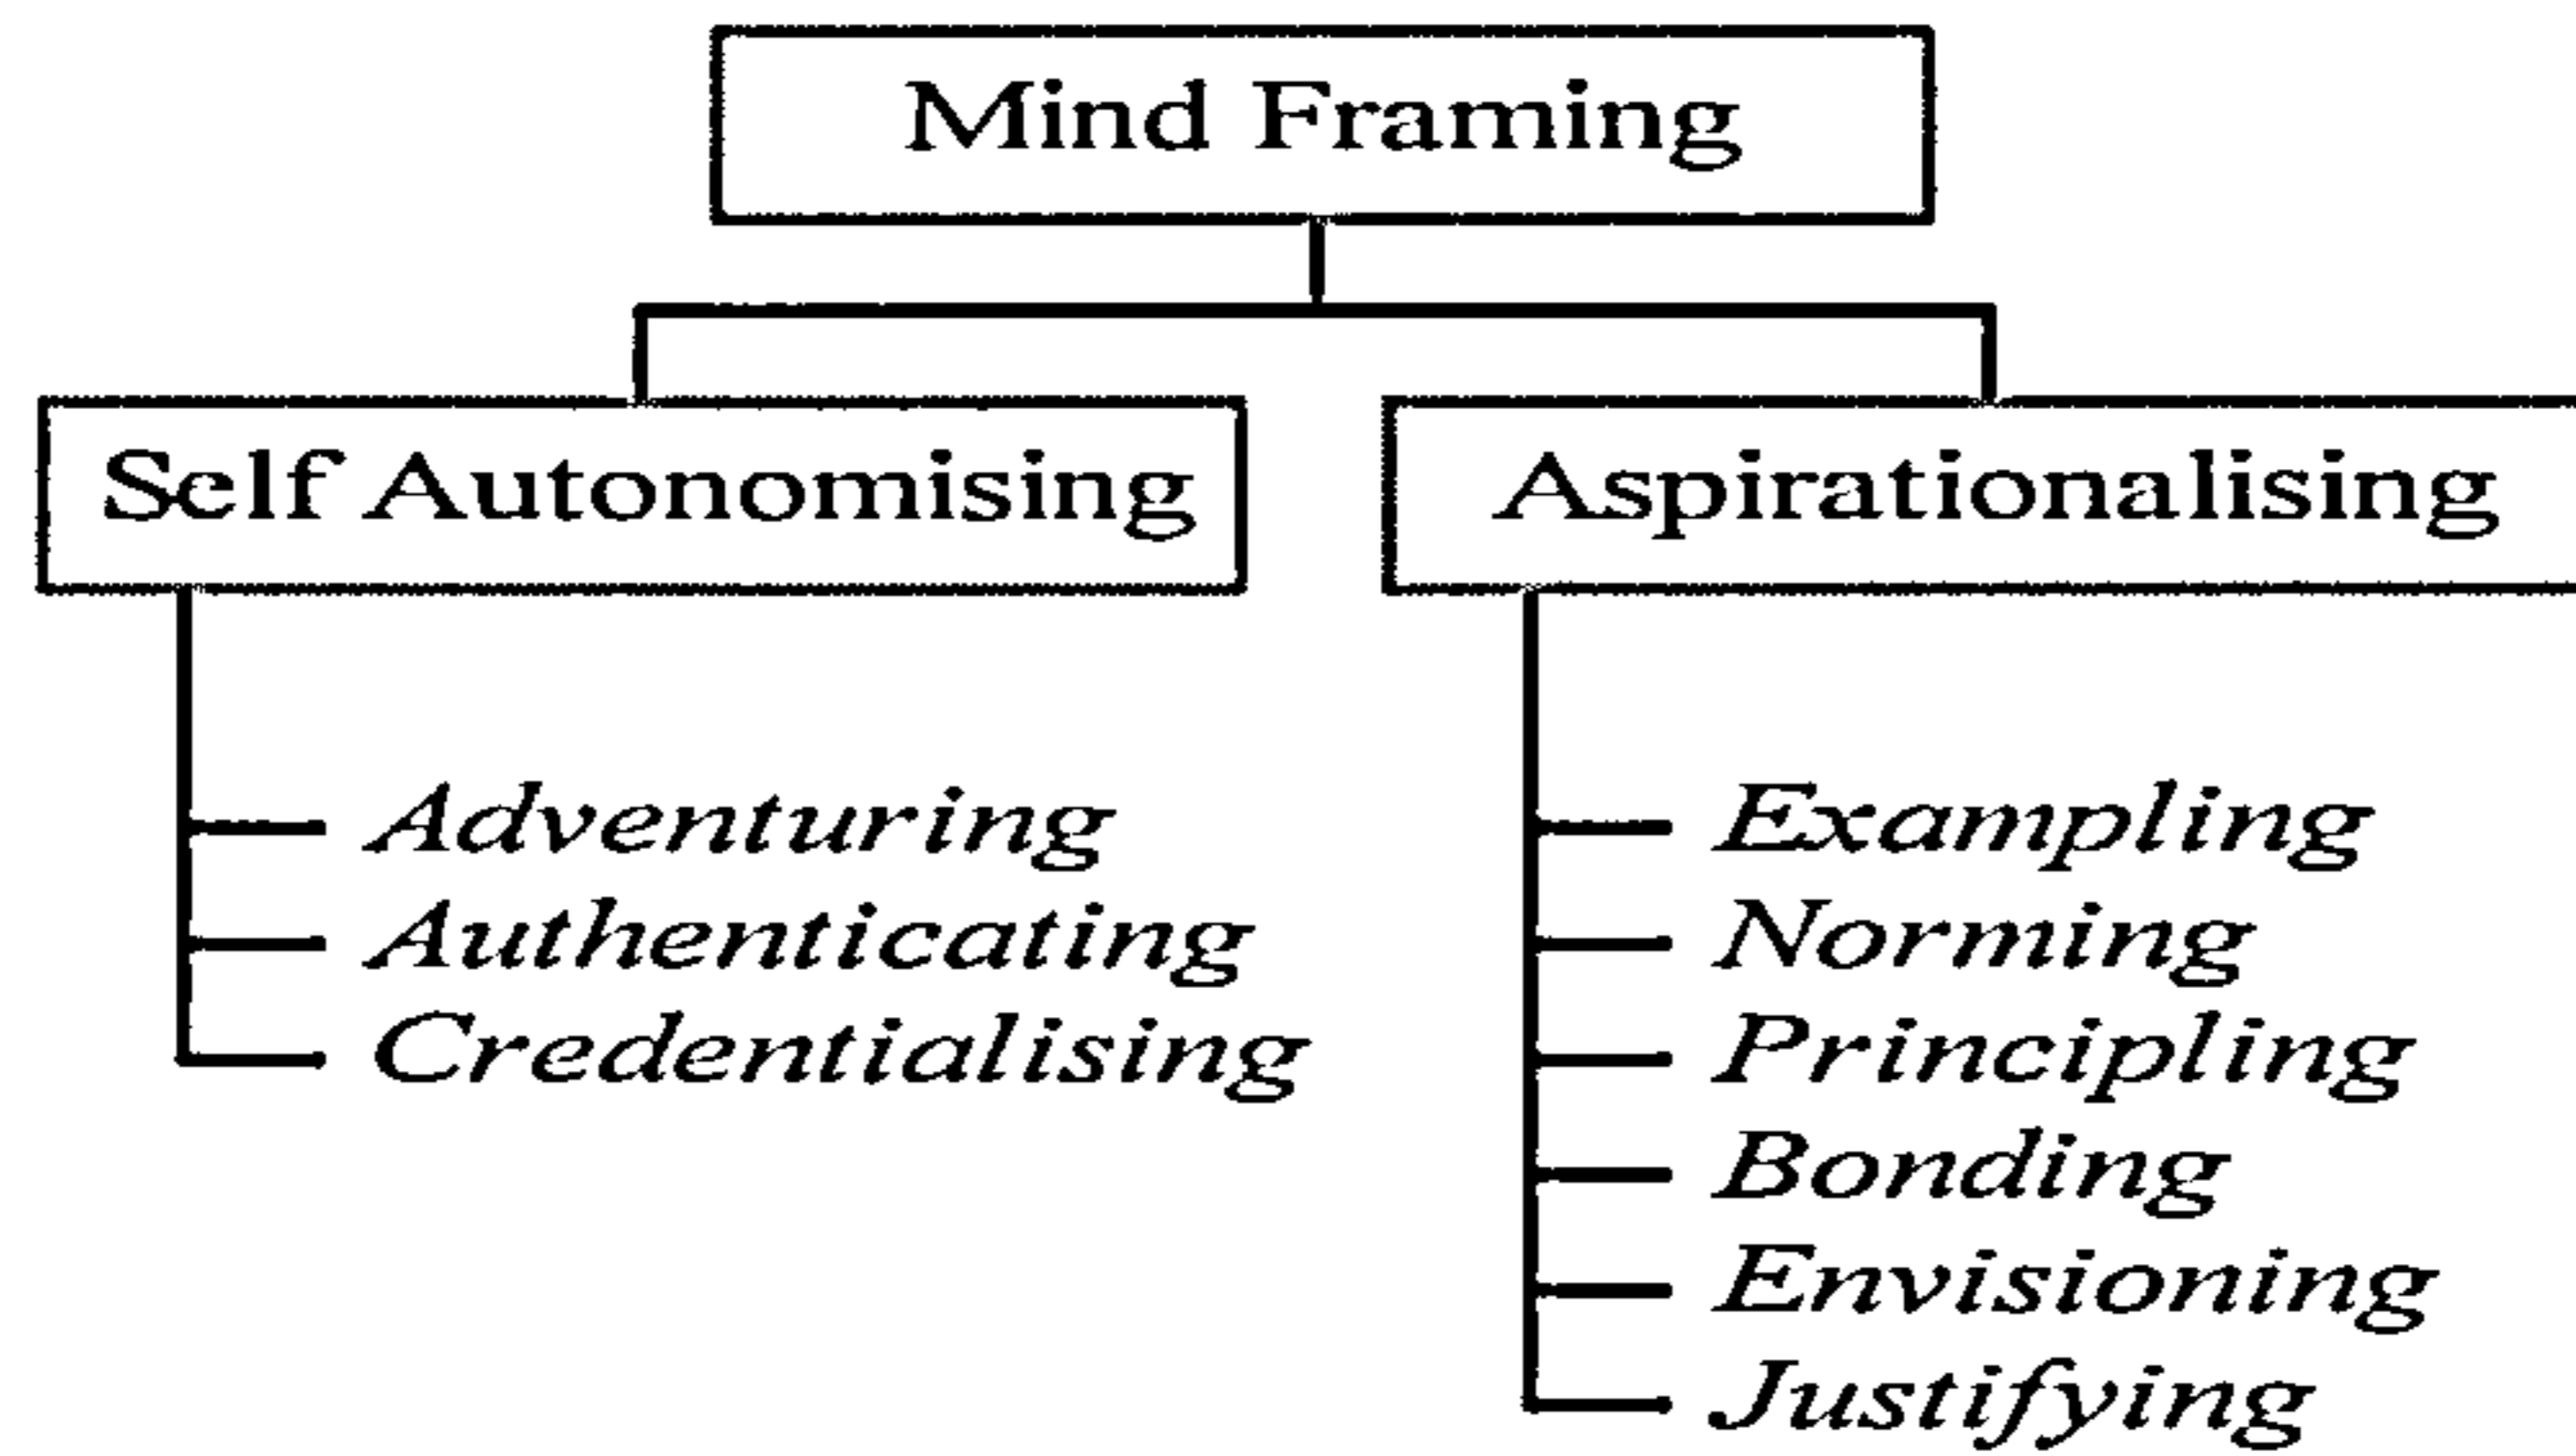 Mind Framing
Self Autonomising
Aspirationalising
Adventuring
Authenticating
Credentialising
Exampling
Norming
Principling
Bonding
Envisioning
Justifying